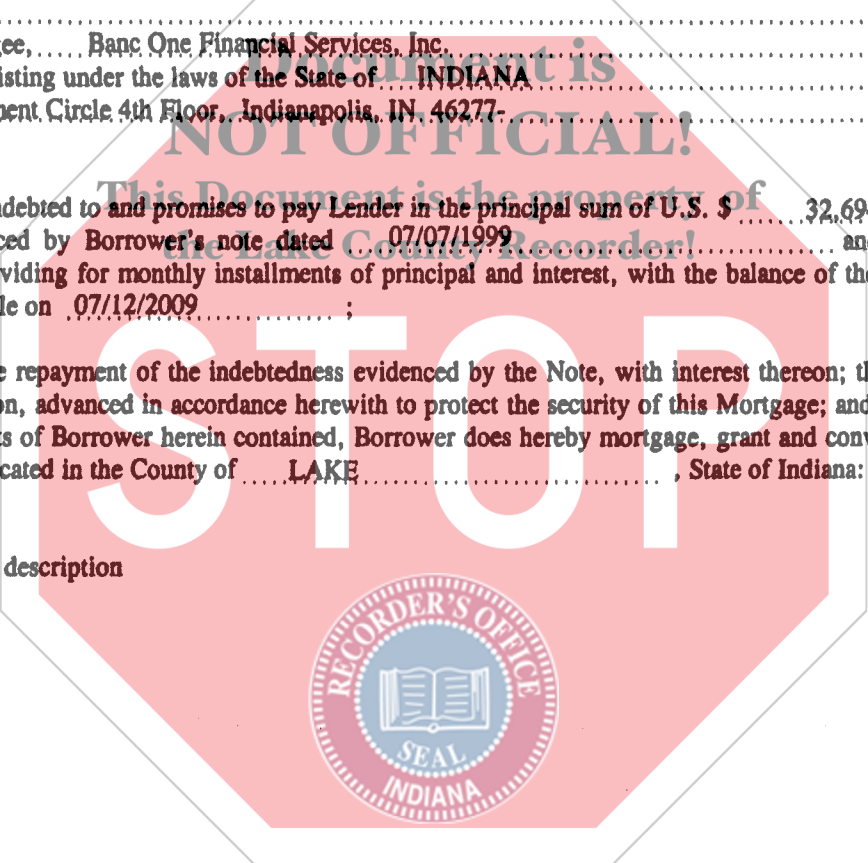 ee, Banc One Financial Services, Inc.
Document is
isting under the laws of the State of INDIANA
ment Circle 4th Floor, Indianapolis, IN 46277-
NOT OFFICIAL!
This Document is the property of
ndebted to and promises to pay Lender in the principal sum of U.S. $ 32,69
ced by Borrower's note dated 07/07/1999 an
the Lake County Recorder!
viding for monthly installments of principal and interest, with the balance of the
le on 07/12/2009 ;
STOP
e repayment of the indebtedness evidenced by the Note, with interest thereon; th
on, advanced in accordance herewith to protect the security of this Mortgage; and
ts of Borrower herein contained, Borrower does hereby mortgage, grant and conv
cated in the County of LAKE , State of Indiana:
description
RECORDER'S OFFICE
SEAL
INDIANA